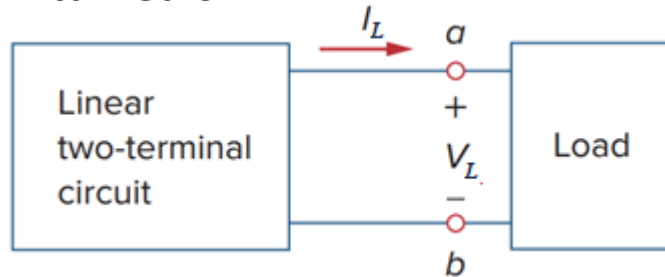 I_L
a
Linear
two-terminal
circuit
+
V_L
−
Load
b